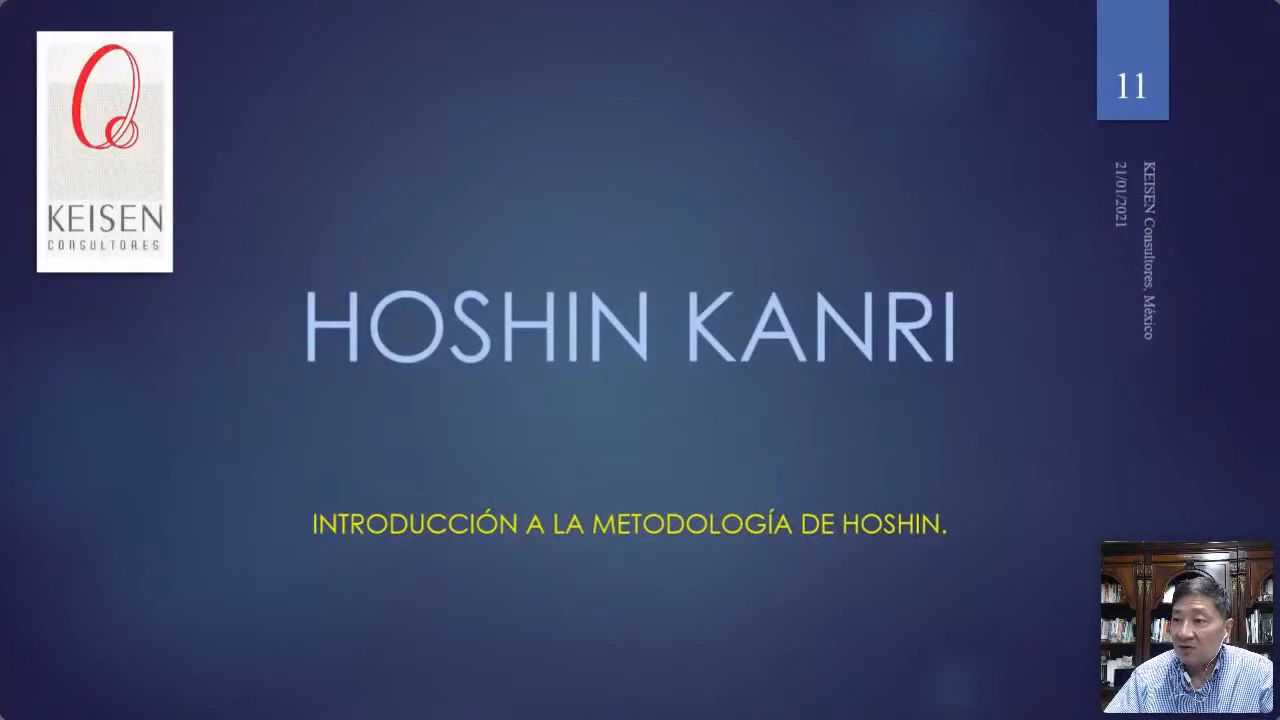 KEISEN
CONSULTORES
11
KEISEN Consultores, México
21/01/2021
HOSHIN KANRI
INTRODUCCIÓN A LA METODOLOGÍA DE HOSHIN.